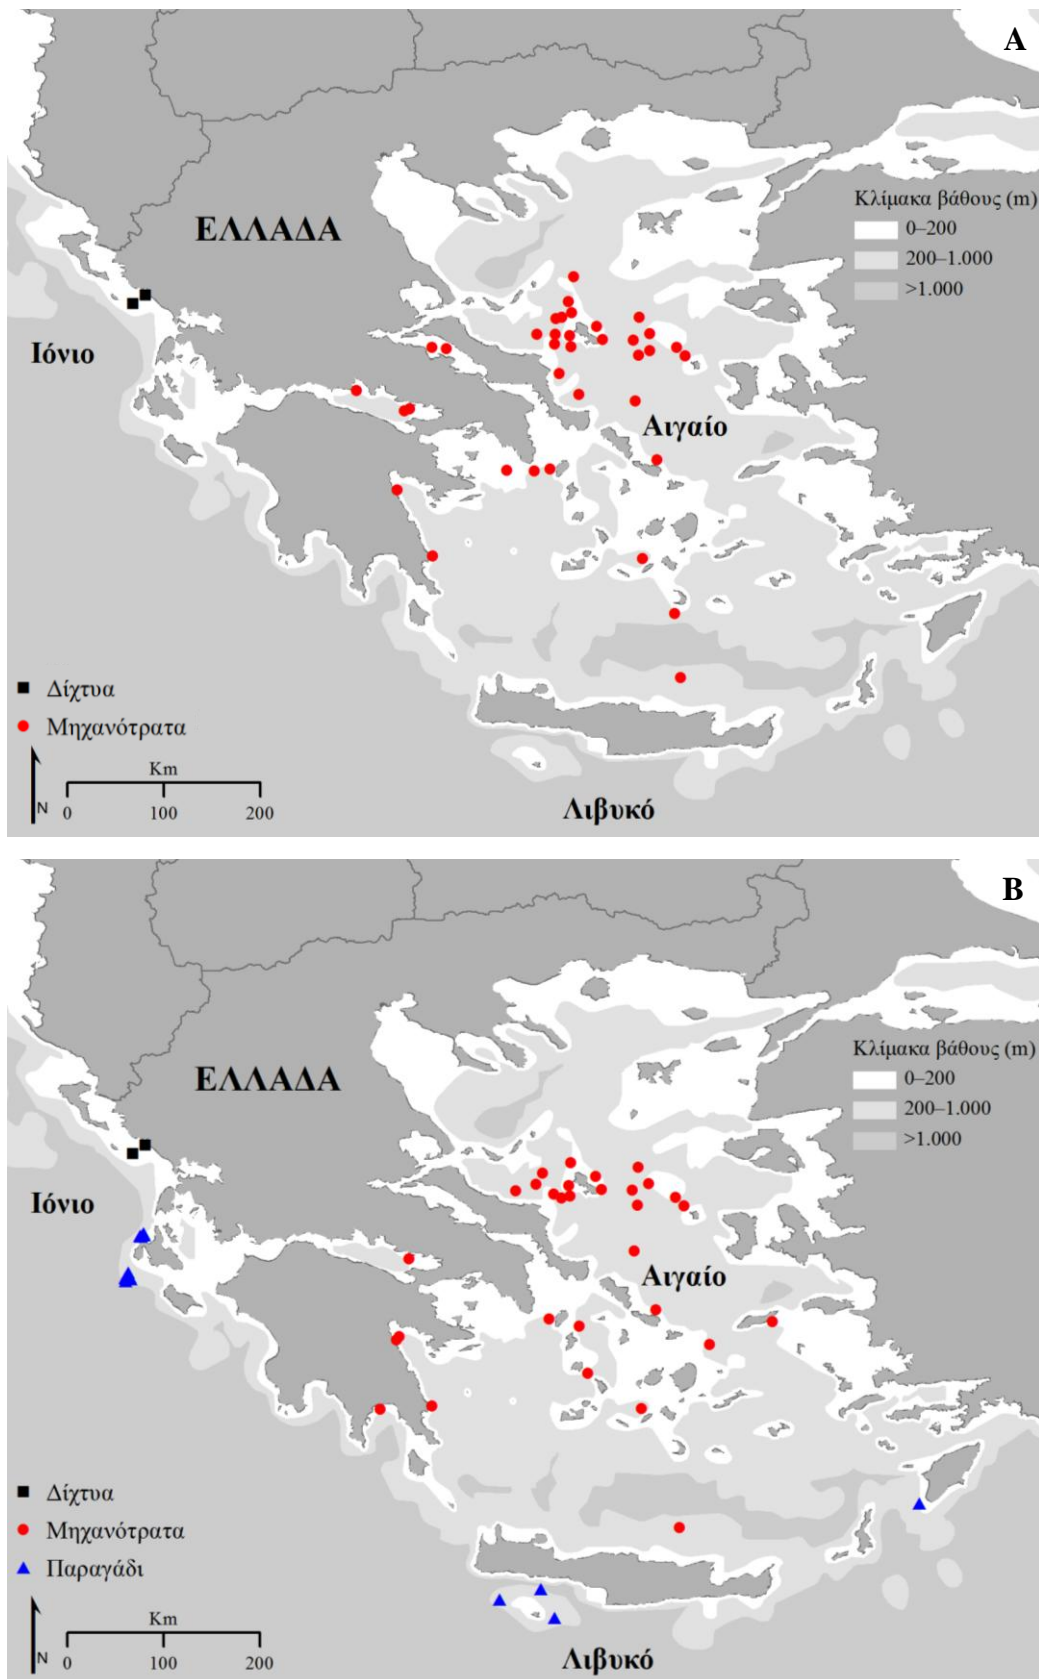 A
Κλίμακα βάθους (m)
0–200
ΕΛΛΑΔΑ
200–1.000
>1.000
Ιόνιο
Αιγαίο
Δίχτυα
Μηχανότρατα
Km
N
0 100 200
Λιβυκό
B
Κλίμακα βάθους (m)
0–200
ΕΛΛΑΔΑ
200–1.000
>1.000
Ιόνιο
Αιγαίο
Δίχτυα
Μηχανότρατα
Παραγάδι
Km
N
0 100 200
Λιβυκό